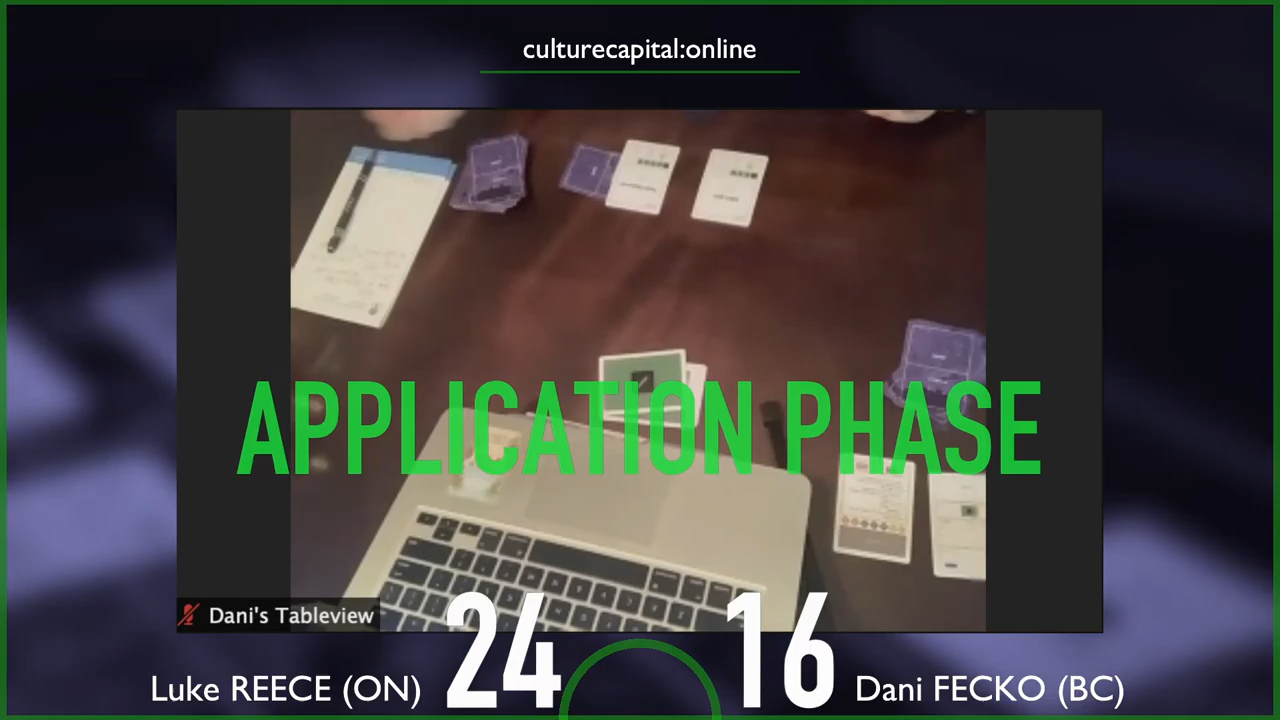 culturecapital:online
APPLICATION PHASE
Dani's Tableview
24 16
Luke REECE (ON) Dani FECKO (BC)